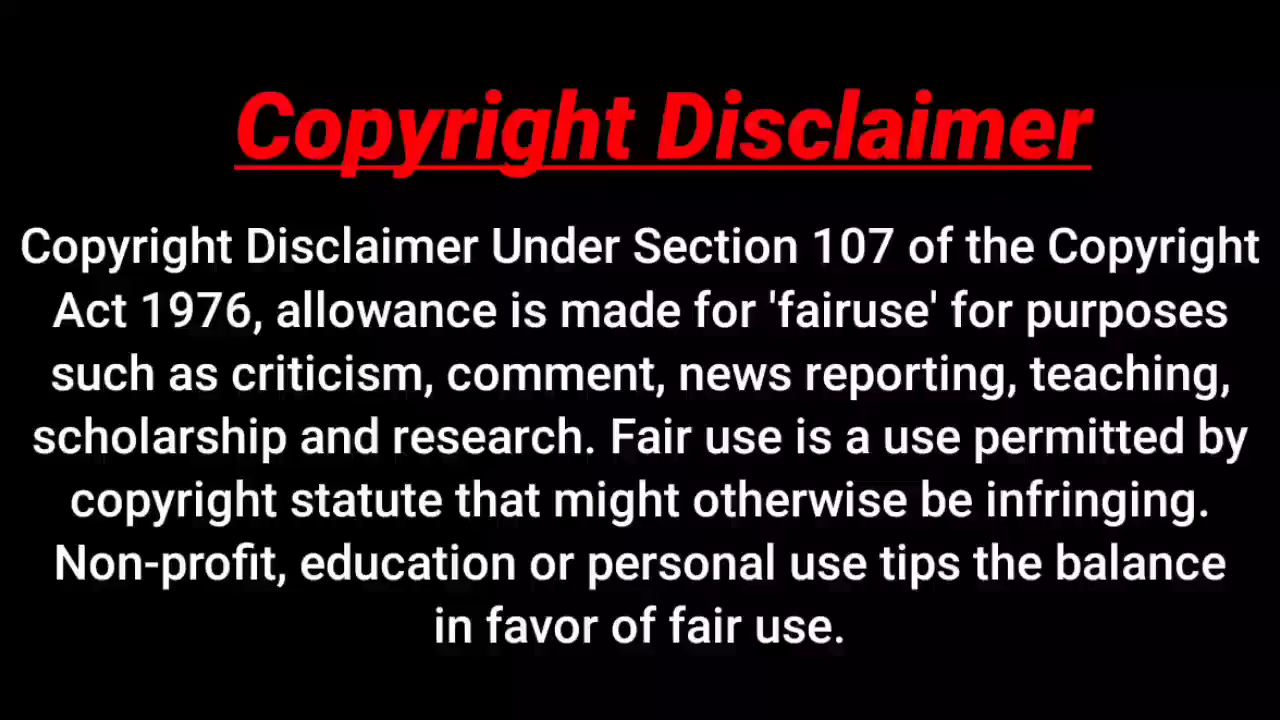 Copyright Disclaimer
Copyright Disclaimer Under Section 107 of the Copyright
Act 1976, allowance is made for 'fairuse' for purposes
such as criticism, comment, news reporting, teaching,
scholarship and research. Fair use is a use permitted by
copyright statute that might otherwise be infringing.
Non-profit, education or personal use tips the balance
in favor of fair use.